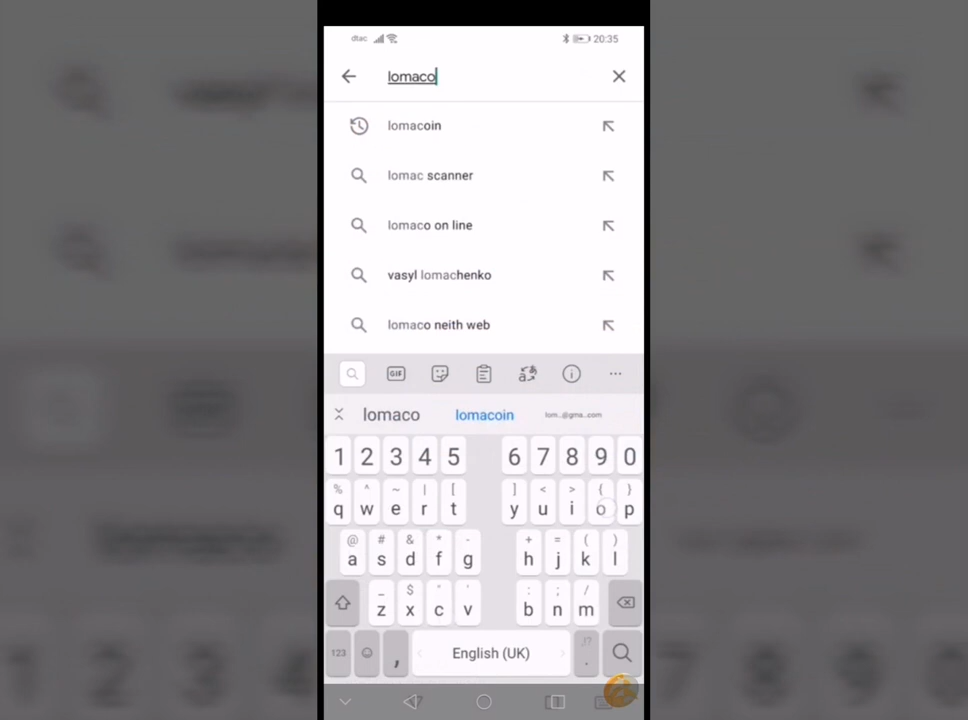 dtac 20:35
lomaco
lomacoin
lomac scanner
lomaco on line
vasyl lomachenko
lomaco neith web
GIF
lomaco lomacoin lom...@gma...com
1 2 3 4 5 6 7 8 9 0
% ^ ~ | [ ] < > { }
q w e r t y u i o p
@ # & * - + = ( )
a s d f g h j k l
_ $ " ' : ; /
z x c v b n m
123 , English (UK) !? .